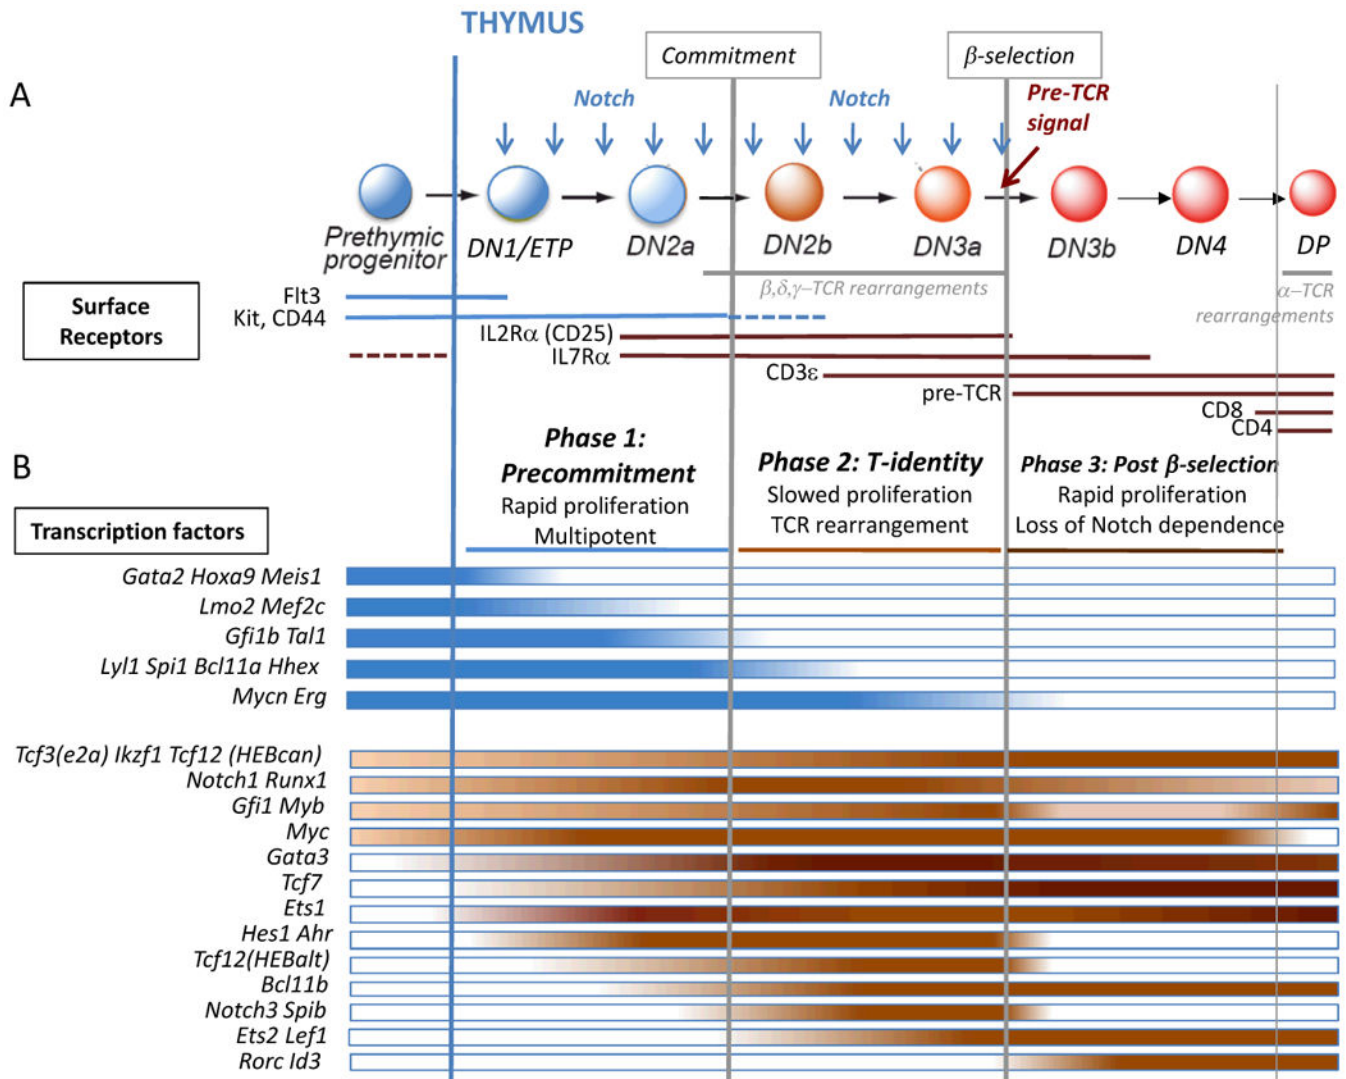 THYMUS
Commitment
β-selection
A
Notch
Notch
Pre-TCR
signal
Prethymic
progenitor
DN1/ETP
DN2a
DN2b
DN3a
DN3b
DN4
DP
β,δ,γ–TCR rearrangements
α–TCR
rearrangements
Surface
Receptors
Flt3
Kit, CD44
IL2Rα (CD25)
IL7Rα
CD3ε
pre-TCR
CD8
CD4
B
Phase 1:
Precommitment
Rapid proliferation
Multipotent
Phase 2: T-identity
Slowed proliferation
TCR rearrangement
Phase 3: Post β-selection
Rapid proliferation
Loss of Notch dependence
Transcription factors
Gata2 Hoxa9 Meis1
Lmo2 Mef2c
Gfi1b Tal1
Lyl1 Spi1 Bcl11a Hhex
Mycn Erg
Tcf3(e2a) Ikzf1 Tcf12 (HEBcan)
Notch1 Runx1
Gfi1 Myb
Myc
Gata3
Tcf7
Ets1
Hes1 Ahr
Tcf12(HEBalt)
Bcl11b
Notch3 Spib
Ets2 Lef1
Rorc Id3